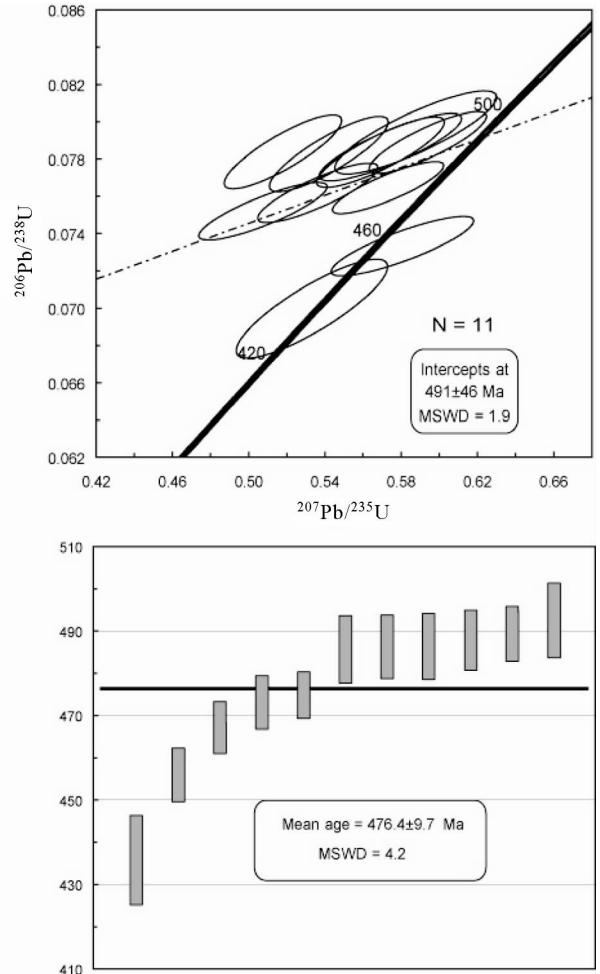 0.086
0.082
0.078
0.074
0.070
0.066
0.062
²⁰⁶Pb/²³⁸U
500
460
420
N = 11
Intercepts at
491±46 Ma
MSWD = 1.9
0.42 0.46 0.50 0.54 0.58 0.62 0.66
²⁰⁷Pb/²³⁵U
510
490
470
450
430
410
Mean age = 476.4±9.7 Ma
MSWD = 4.2